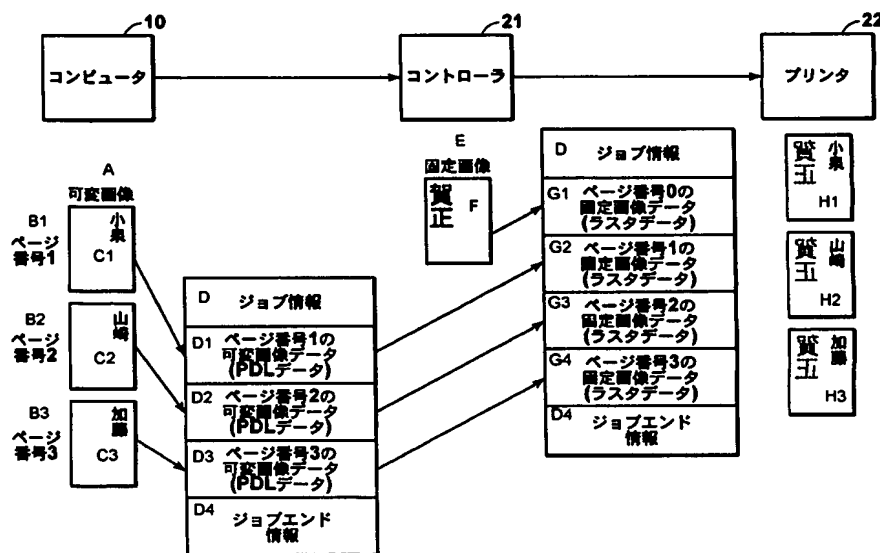 10
コンピュータ
21
コントローラ
22
プリンタ
A
可変画像
B1
ページ
番号1
小泉
C1
B2
ページ
番号2
山崎
C2
B3
ページ
番号3
加藤
C3
D
ジョブ情報
D1 ページ番号1の
可変画像データ
(PDLデータ)
D2 ページ番号2の
可変画像データ
(PDLデータ)
D3 ページ番号3の
可変画像データ
(PDLデータ)
D4
ジョブエンド
情報
E
固定画像
賀正
F
D
ジョブ情報
G1 ページ番号0の
固定画像データ
(ラスタデータ)
G2 ページ番号1の
固定画像データ
(ラスタデータ)
G3 ページ番号2の
固定画像データ
(ラスタデータ)
G4 ページ番号3の
固定画像データ
(ラスタデータ)
D4
ジョブエンド
情報
小泉
賀正
H1
山崎
賀正
H2
加藤
賀正
H3